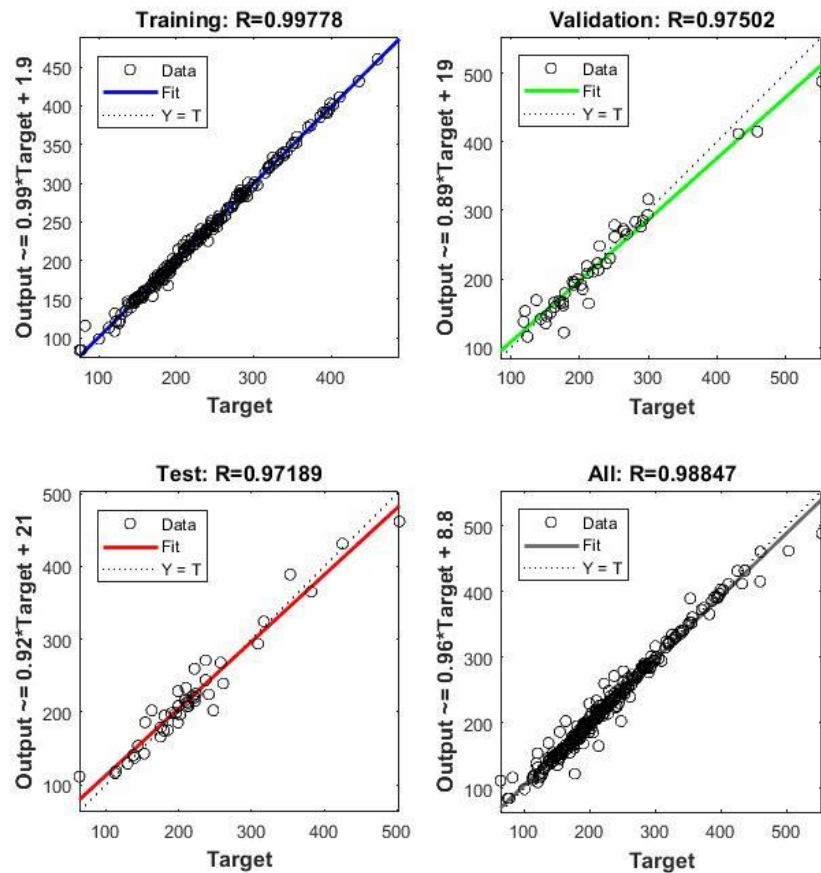 Training: R=0.99778
Output ~= 0.99*Target + 1.9
450
400
350
300
250
200
150
100
Data
Fit
Y = T
100 200 300 400
Target
Validation: R=0.97502
Output ~= 0.89*Target + 19
500
400
300
200
100
Data
Fit
Y = T
100 200 300 400 500
Target
Test: R=0.97189
Output ~= 0.92*Target + 21
500
400
300
200
100
Data
Fit
Y = T
100 200 300 400 500
Target
All: R=0.98847
Output ~= 0.96*Target + 8.8
500
400
300
200
100
Data
Fit
Y = T
100 200 300 400 500
Target